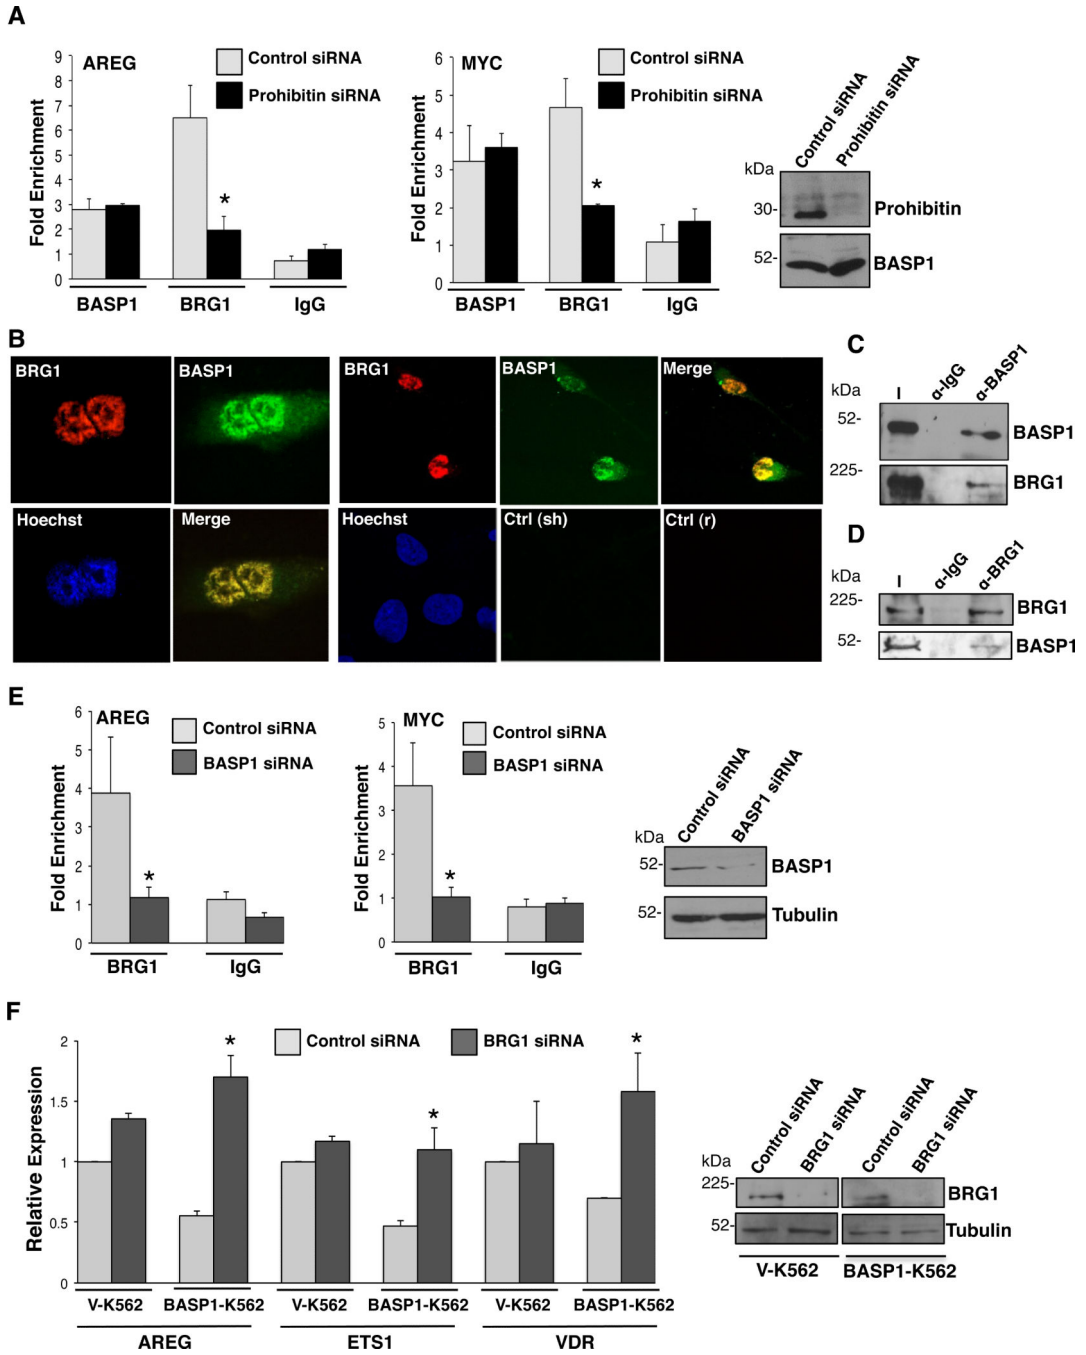 A
AREG
Control siRNA
Prohibitin siRNA
Fold Enrichment
9
8
7
6
5
4
3
2
1
0
*
BASP1
BRG1
IgG
MYC
Control siRNA
Prohibitin siRNA
Fold Enrichment
6
5
4
3
2
1
0
*
BASP1
BRG1
IgG
Control siRNA
Prohibitin siRNA
kDa
30-
Prohibitin
52-
BASP1
B
BRG1
BASP1
Hoechst
Merge
BRG1
BASP1
Merge
Hoechst
Ctrl (sh)
Ctrl (r)
C
kDa
I
α-IgG
α-BASP1
52-
BASP1
225-
BRG1
D
kDa
I
α-IgG
α-BRG1
225-
BRG1
52-
BASP1
E
AREG
Control siRNA
BASP1 siRNA
Fold Enrichment
6
5
4
3
2
1
0
*
BRG1
IgG
MYC
Control siRNA
BASP1 siRNA
Fold Enrichment
5
4
3
2
1
0
*
BRG1
IgG
Control siRNA
BASP1 siRNA
kDa
52-
BASP1
52-
Tubulin
F
Control siRNA
BRG1 siRNA
Relative Expression
2
1.5
1
0.5
0
*
*
*
V-K562
BASP1-K562
V-K562
BASP1-K562
V-K562
BASP1-K562
AREG
ETS1
VDR
Control siRNA
BRG1 siRNA
Control siRNA
BRG1 siRNA
kDa
225-
BRG1
52-
Tubulin
V-K562
BASP1-K562